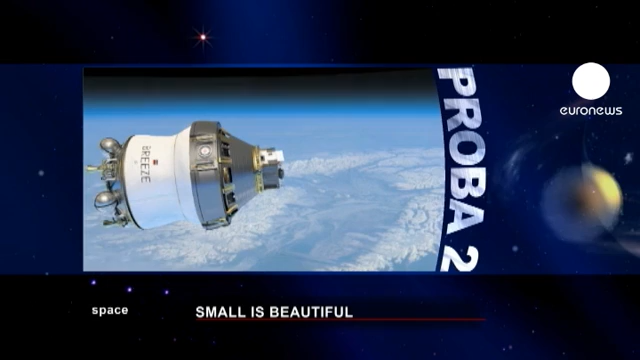 BREEZE
PROBA 2
euronews
space
SMALL IS BEAUTIFUL